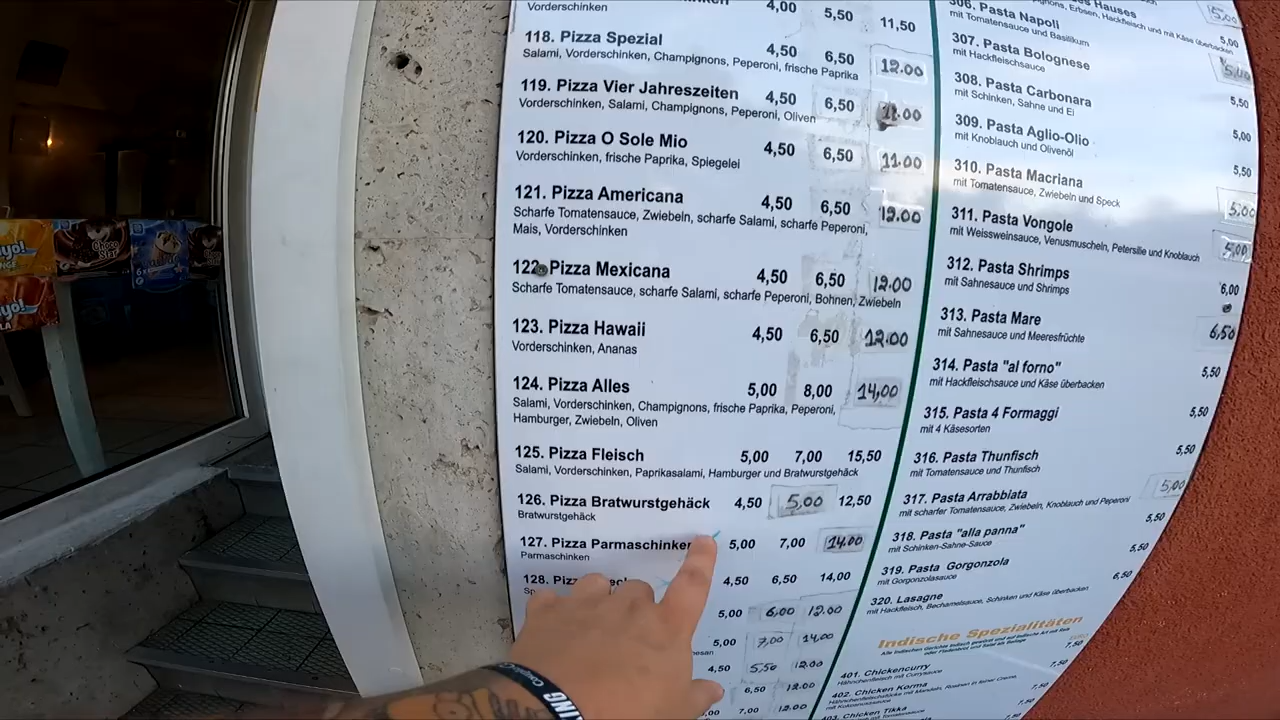 Vorderschinken 4,00 5,50 11,50
118. Pizza Spezial 4,50 6,50 12.00
Salami, Vorderschinken, Champignons, Peperoni, frische Paprika
119. Pizza Vier Jahreszeiten 4,50 6,50
Vorderschinken, Salami, Champignons, Peperoni, Oliven
120. Pizza O Sole Mio 4,50 6,50 11.00
Vorderschinken, frische Paprika, Spiegelei
121. Pizza Americana 4,50 6,50 12.00
Scharfe Tomatensauce, Zwiebeln, scharfe Salami, scharfe Peperoni,
Mais, Vorderschinken
122. Pizza Mexicana 4,50 6,50 12.00
Scharfe Tomatensauce, scharfe Salami, scharfe Peperoni, Bohnen, Zwiebeln
123. Pizza Hawaii 4,50 6,50 12.00
Vorderschinken, Ananas
124. Pizza Alles 5,00 8,00 14,00
Salami, Vorderschinken, Champignons, frische Paprika, Peperoni,
Hamburger, Zwiebeln, Oliven
125. Pizza Fleisch 5,00 7,00 15,50
Salami, Vorderschinken, Paprikasalami, Hamburger und Bratwurstgehäck
126. Pizza Bratwurstgehäck 4,50 5,00 12,50
Bratwurstgehäck
127. Pizza Parmaschinken 5,00 7,00 14.00
Parmaschinken
128. 4,50 6,50 14,00
5,00 6,00 12.00
5,00 7,00 14,00
4,50 5,50 12.00
6,50 12.00
7,00 12.00
Erbsen, Hackfleisch und mit Käse überbacken
306. Pasta Napoli 5,00
mit Tomatensauce und Basilikum
307. Pasta Bolognese 5,00
mit Hackfleischsauce
308. Pasta Carbonara 5,50
mit Schinken, Sahne und Ei
309. Pasta Aglio-Olio 5,00
mit Knoblauch und Olivenöl
310. Pasta Macriana 5,50
mit Tomatensauce, Zwiebeln und Speck
311. Pasta Vongole 5,00
mit Weissweinsauce, Venusmuscheln, Petersilie und Knoblauch
312. Pasta Shrimps 6,00
mit Sahnesauce und Shrimps
313. Pasta Mare 6,50
mit Sahnesauce und Meeresfrüchte
314. Pasta "al forno" 5,50
mit Hackfleischsauce und Käse überbacken
315. Pasta 4 Formaggi 5,50
mit 4 Käsesorten
316. Pasta Thunfisch 5,50
mit Tomatensauce und Thunfisch
317. Pasta Arrabbiata 5,00
mit scharfer Tomatensauce, Zwiebeln, Knoblauch und Peperoni
318. Pasta "alla panna" 5,50
mit Schinken-Sahne-Sauce
319. Pasta Gorgonzola 5,50
mit Gorgonzolasauce
320. Lasagne 6,50
mit Hackfleisch, Bechamelsauce, Schinken und Käse überbacken
Indische Spezialitäten
401. Chickencurry 7,50
Hähnchenfleisch mit Currysauce
402. Chicken Korma 7,50
403. Chicken Tikka
Choco
Star